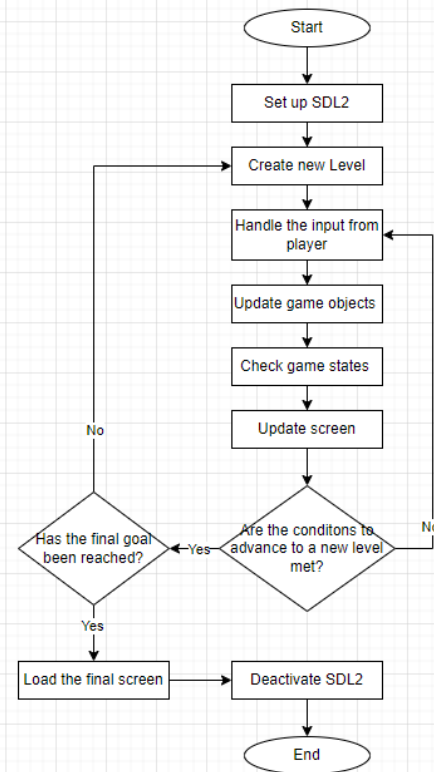 Start
Set up SDL2
Create new Level
Handle the input from
player
Update game objects
Check game states
Update screen
No
Has the final goal
been reached?
Yes
Are the conditons to
advance to a new level
met?
No
Yes
Load the final screen
Deactivate SDL2
End